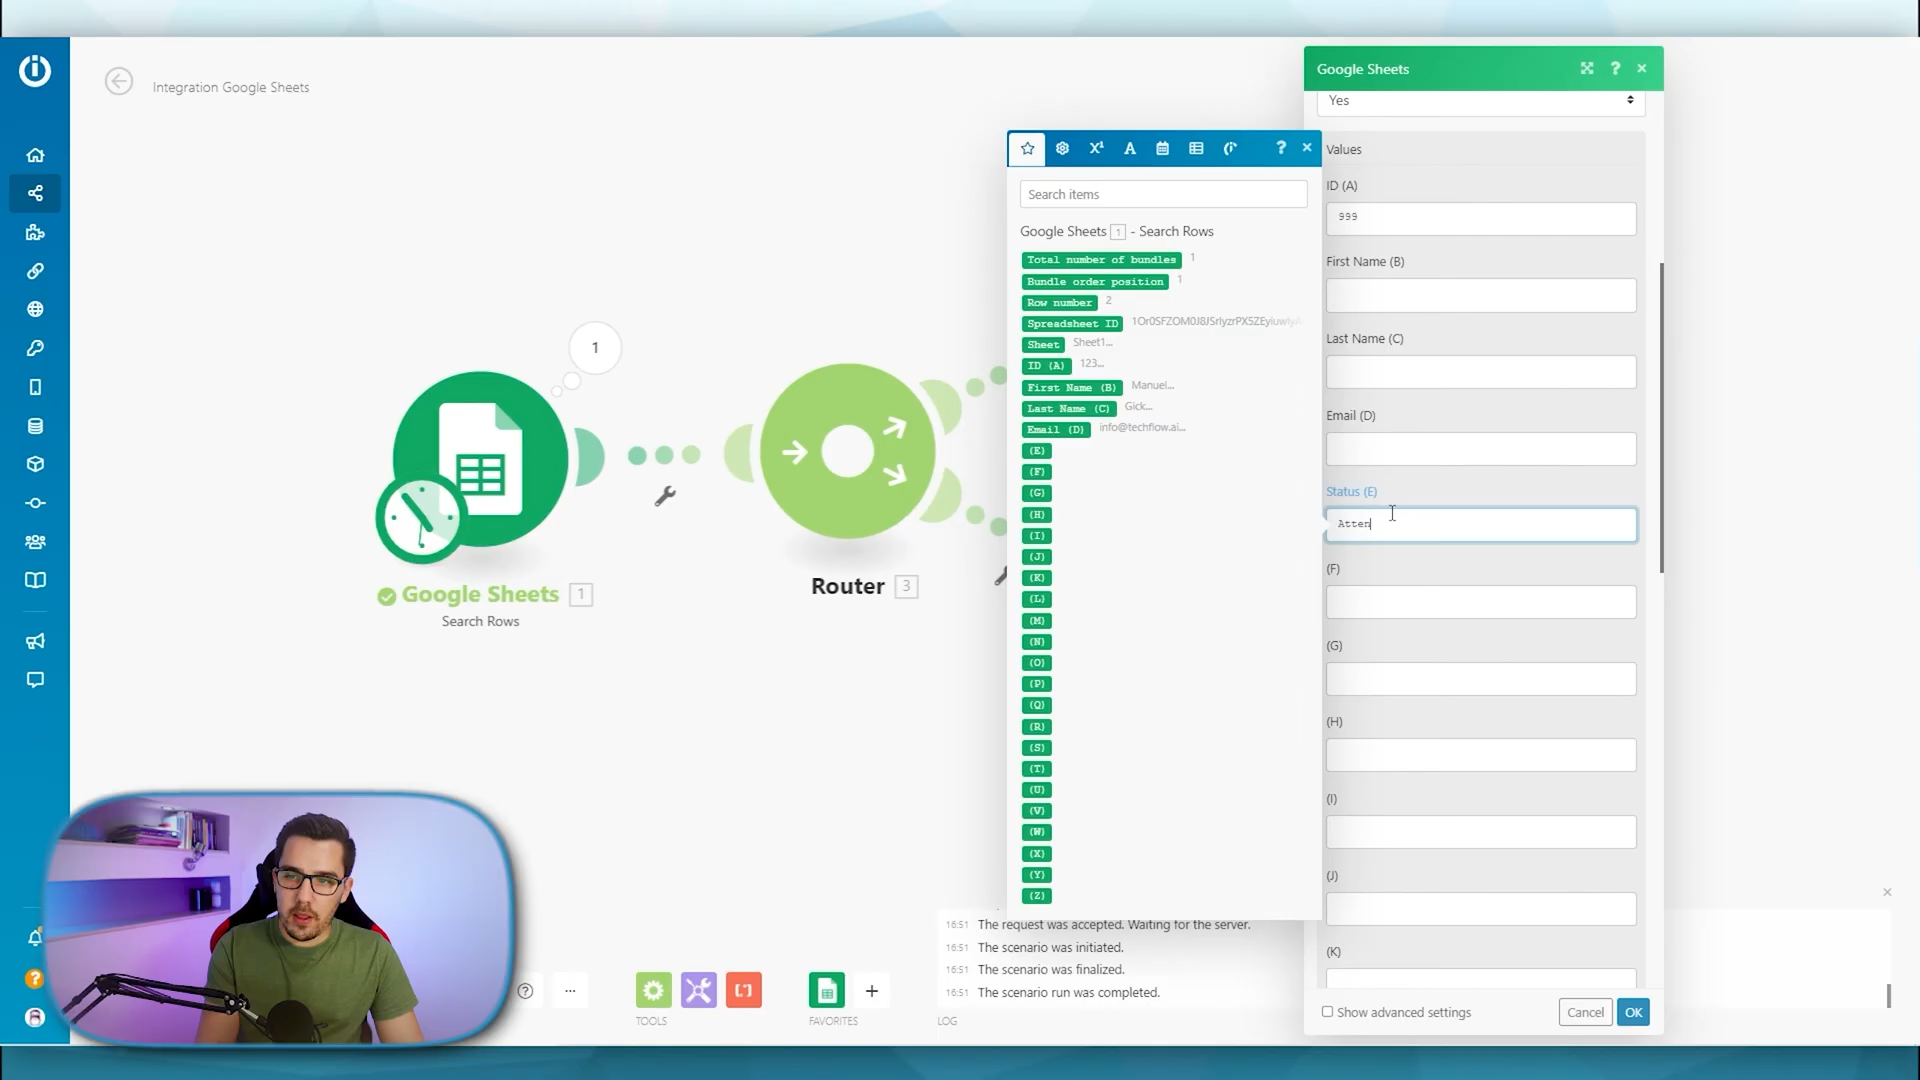 Integration Google Sheets
1
Google Sheets 1
Search Rows
Router 3
TOOLS
FAVORITES
LOG
16:51 The request was accepted. Waiting for the server.
16:51 The scenario was initiated.
16:51 The scenario was finalized.
16:51 The scenario run was completed.
Search items
Google Sheets 1 - Search Rows
Total number of bundles 1
Bundle order position 1
Row number 2
Spreadsheet ID
Sheet Sheet1...
ID (A) 123...
First Name (B) Manuel...
Last Name (C) Gick...
Email (D) info@techflow.ai...
(E)
(F)
(G)
(H)
(I)
(J)
(K)
(L)
(M)
(N)
(O)
(P)
(Q)
(R)
(S)
(T)
(U)
(V)
(W)
(X)
(Y)
(Z)
Google Sheets
Yes
Values
ID (A)
999
First Name (B)
Last Name (C)
Email (D)
Status (E)
Atten
(F)
(G)
(H)
(I)
(J)
(K)
Show advanced settings
Cancel
OK